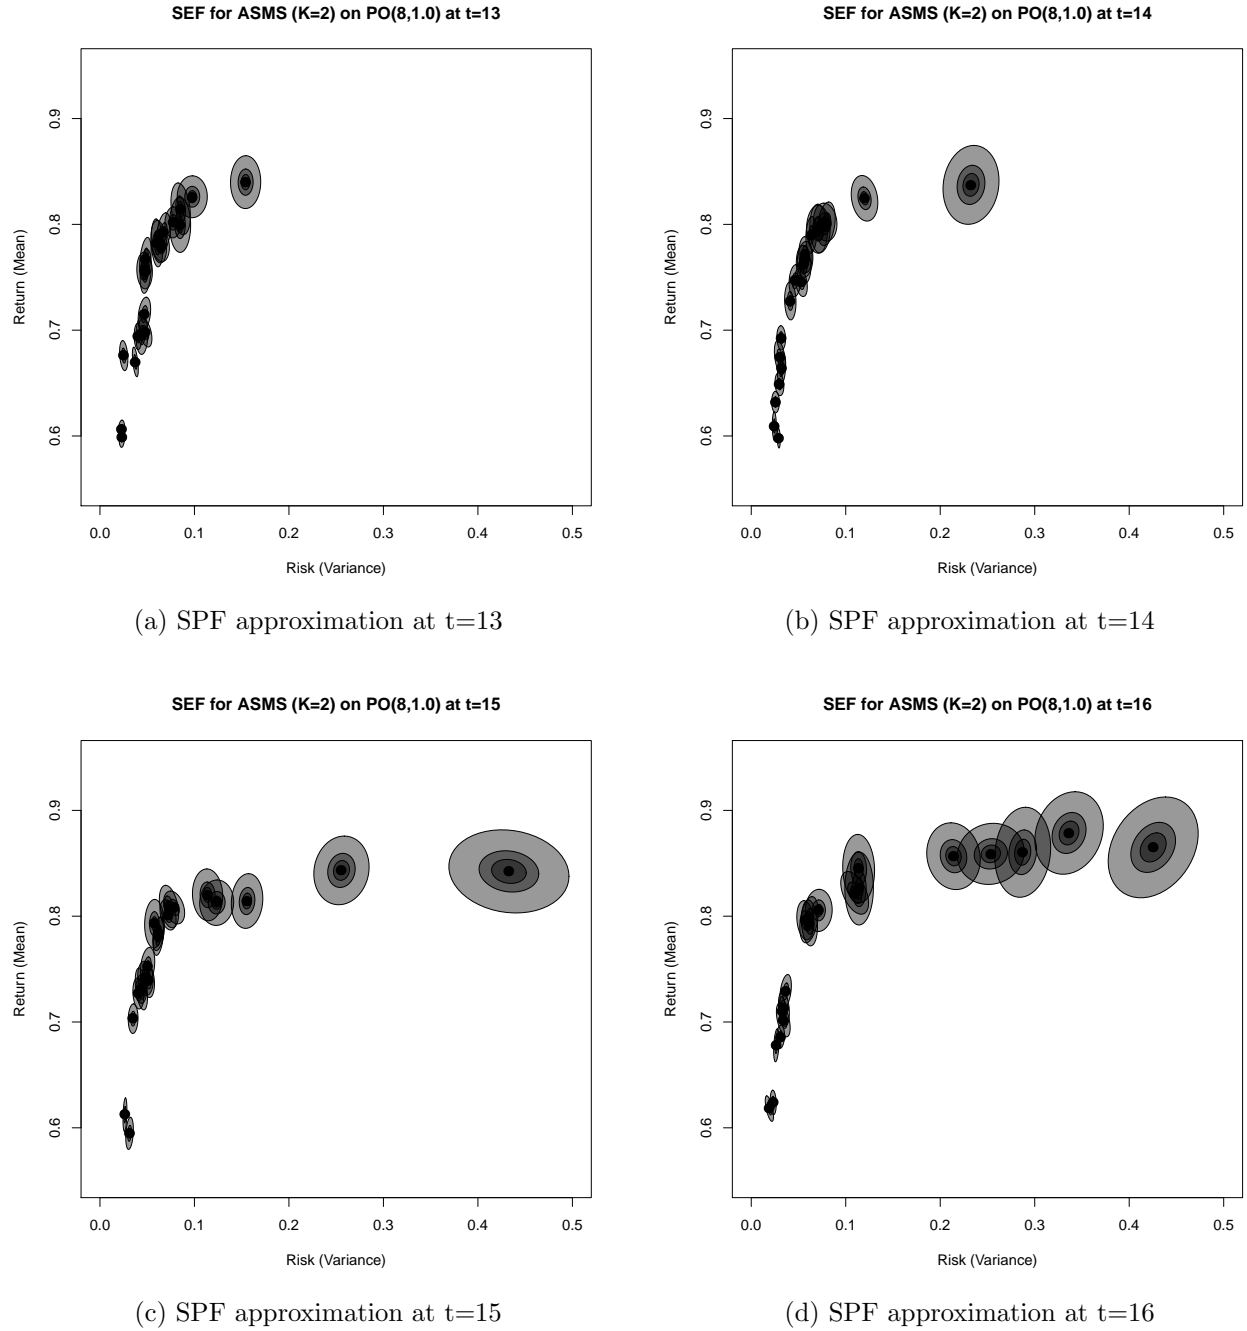 SEF for ASMS (K=2) on PO(8,1.0) at t=13
Return (Mean)
0.9
0.8
0.7
0.6
0.0 0.1 0.2 0.3 0.4 0.5
Risk (Variance)
(a) SPF approximation at t=13
SEF for ASMS (K=2) on PO(8,1.0) at t=14
Return (Mean)
0.9
0.8
0.7
0.6
0.0 0.1 0.2 0.3 0.4 0.5
Risk (Variance)
(b) SPF approximation at t=14
SEF for ASMS (K=2) on PO(8,1.0) at t=15
Return (Mean)
0.9
0.8
0.7
0.6
0.0 0.1 0.2 0.3 0.4 0.5
Risk (Variance)
(c) SPF approximation at t=15
SEF for ASMS (K=2) on PO(8,1.0) at t=16
Return (Mean)
0.9
0.8
0.7
0.6
0.0 0.1 0.2 0.3 0.4 0.5
Risk (Variance)
(d) SPF approximation at t=16